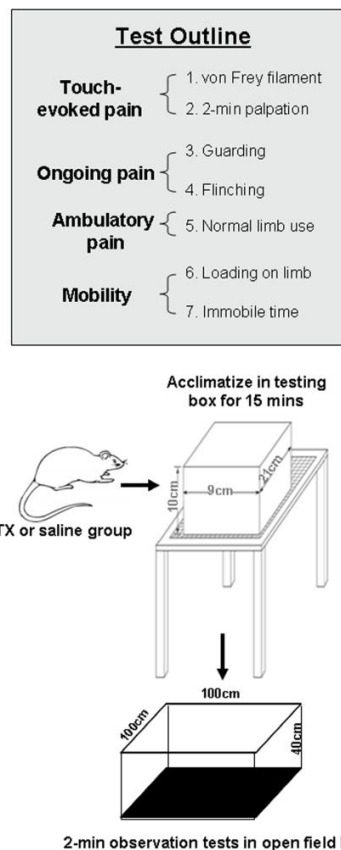 Test Outline
Touch-
evoked pain
1. von Frey filament
2. 2-min palpation
Ongoing pain
3. Guarding
4. Flinching
Ambulatory
pain
5. Normal limb use
Mobility
6. Loading on limb
7. Immobile time
Acclimatize in testing
box for 15 mins
10cm
9cm
21cm
TX or saline group
100cm
100cm
40cm
2-min observation tests in open field